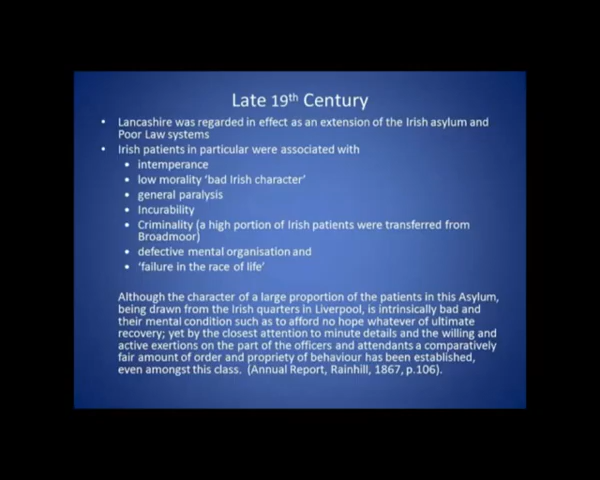 Late 19th Century
• Lancashire was regarded in effect as an extension of the Irish asylum and
Poor Law systems
• Irish patients in particular were associated with
• intemperance
• low morality ‘bad Irish character’
• general paralysis
• Incurability
• Criminality (a high portion of Irish patients were transferred from
Broadmoor)
• defective mental organisation and
• ‘failure in the race of life’
Although the character of a large proportion of the patients in this Asylum,
being drawn from the Irish quarters in Liverpool, is intrinsically bad and
their mental condition such as to afford no hope whatever of ultimate
recovery; yet by the closest attention to minute details and the willing and
active exertions on the part of the officers and attendants a comparatively
fair amount of order and propriety of behaviour has been established,
even amongst this class. (Annual Report, Rainhill, 1867, p.106).